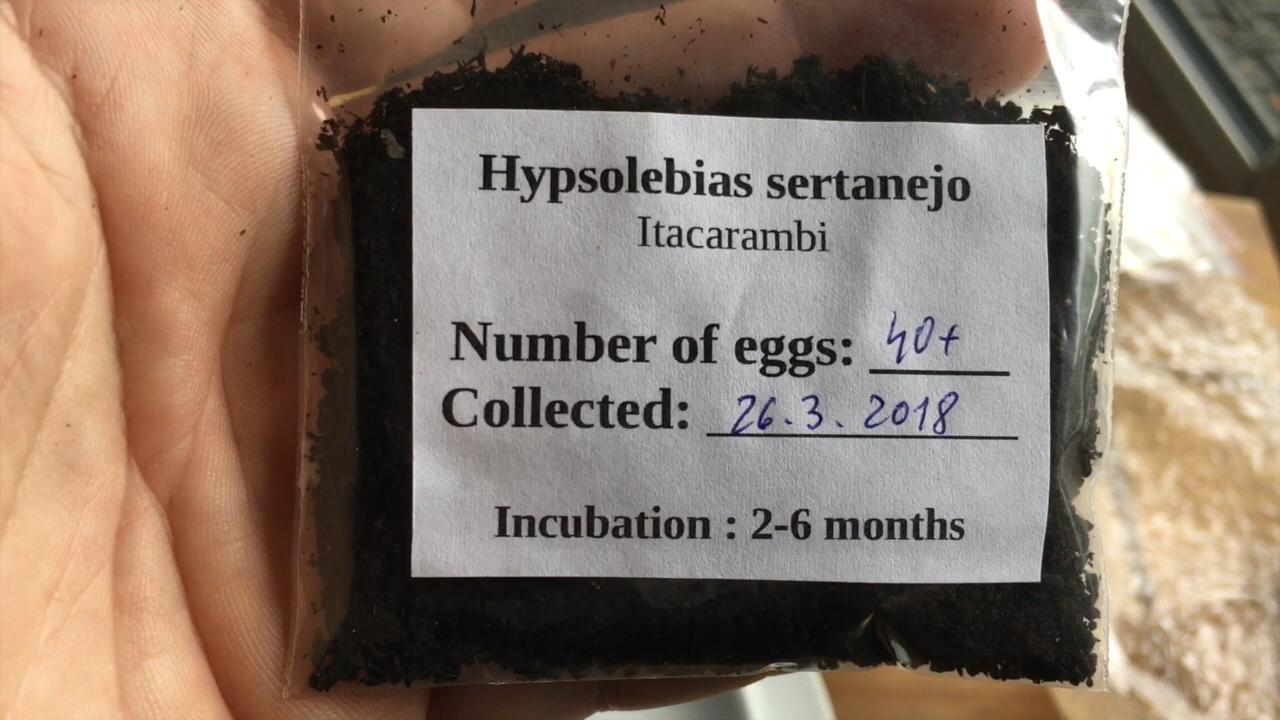 Hypsolebias sertanejo
Itacarambi
Number of eggs: 40+
Collected: 26.3.2018
Incubation : 2-6 months